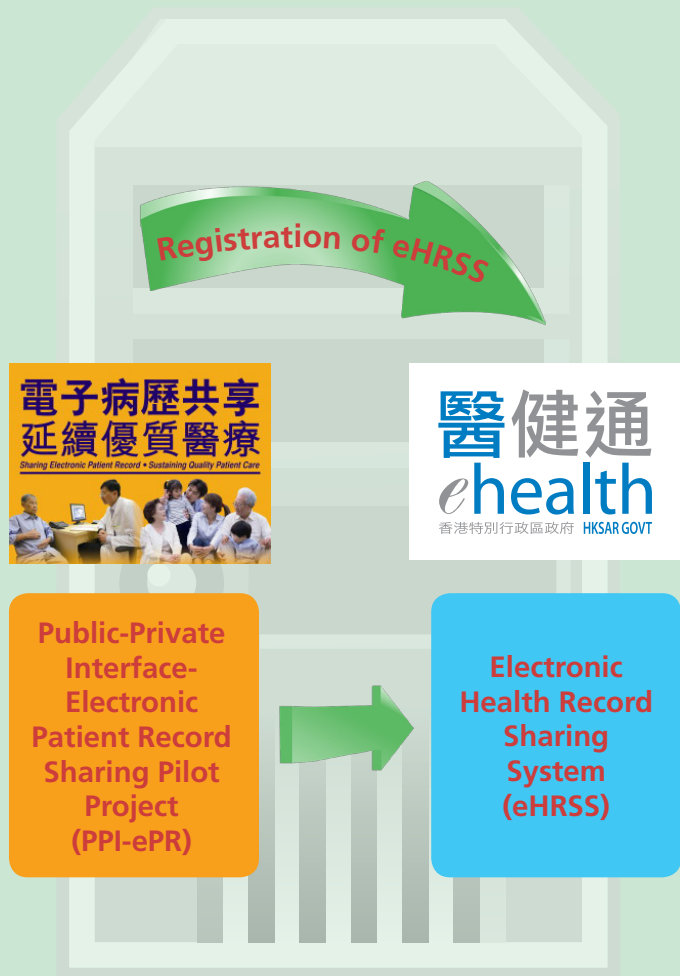 Registration of eHRSS
電子病歷共享
延續優質醫療
Sharing Electronic Patient Record • Sustaining Quality Patient Care
醫健通
ehealth
香港特別行政區政府 HKSAR GOVT
Public-Private
Interface-
Electronic
Patient Record
Sharing Pilot
Project
(PPI-ePR)
Electronic
Health Record
Sharing
System
(eHRSS)